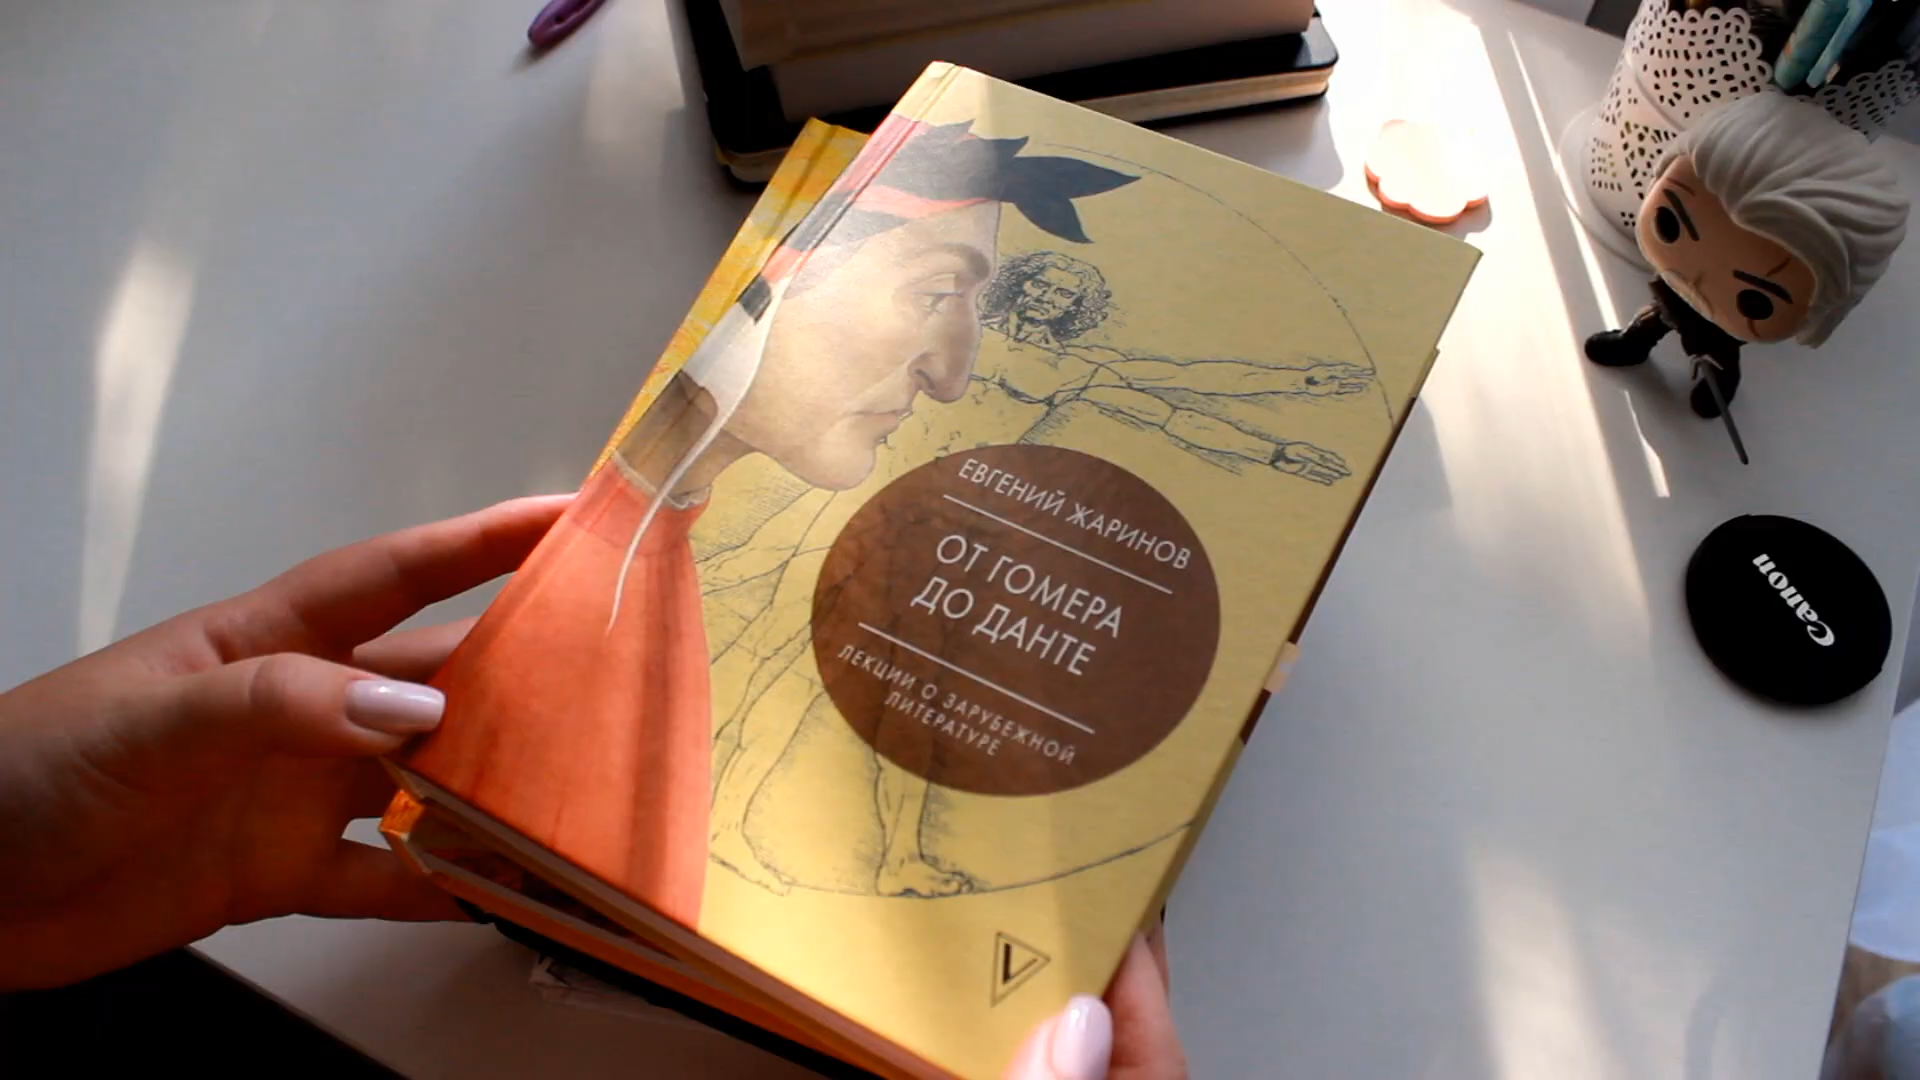 ЕВГЕНИЙ ЖАРИНОВ
ОТ ГОМЕРА
ДО ДАНТЕ
ЛЕКЦИИ О ЗАРУБЕЖНОЙ
ЛИТЕРАТУРЕ
Canon